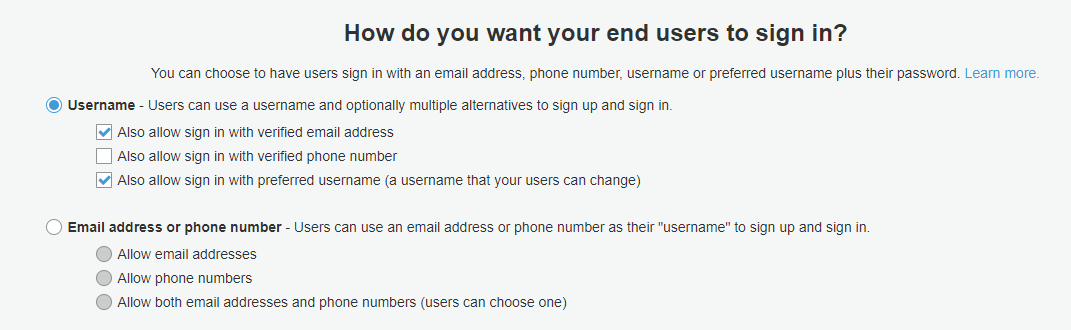 How do you want your end users to sign in?
You can choose to have users sign in with an email address, phone number, username or preferred username plus their password. Learn more.
Username - Users can use a username and optionally multiple alternatives to sign up and sign in.
Also allow sign in with verified email address
Also allow sign in with verified phone number
Also allow sign in with preferred username (a username that your users can change)
Email address or phone number - Users can use an email address or phone number as their "username" to sign up and sign in.
Allow email addresses
Allow phone numbers
Allow both email addresses and phone numbers (users can choose one)